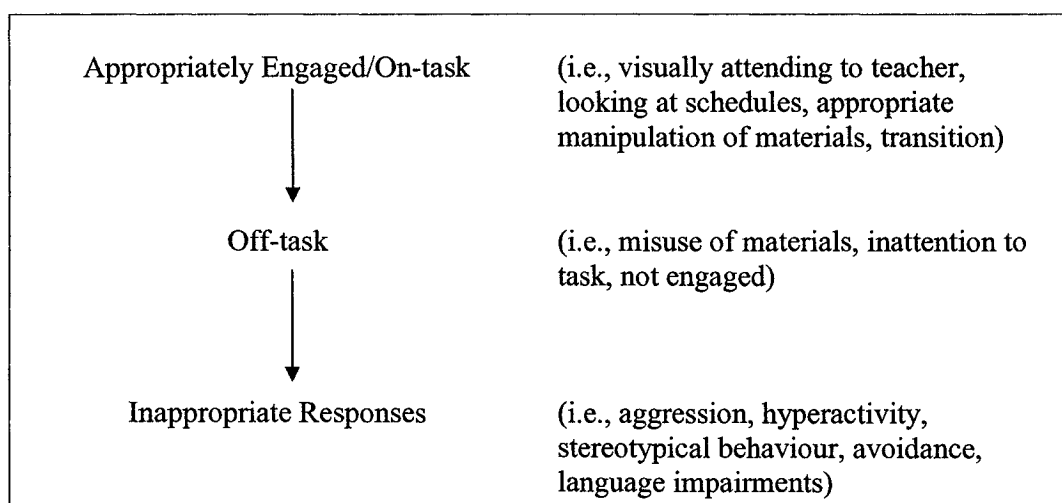 Appropriately Engaged/On-task
(i.e., visually attending to teacher,
looking at schedules, appropriate
manipulation of materials, transition)
Off-task
(i.e., misuse of materials, inattention to
task, not engaged)
Inappropriate Responses
(i.e., aggression, hyperactivity,
stereotypical behaviour, avoidance,
language impairments)